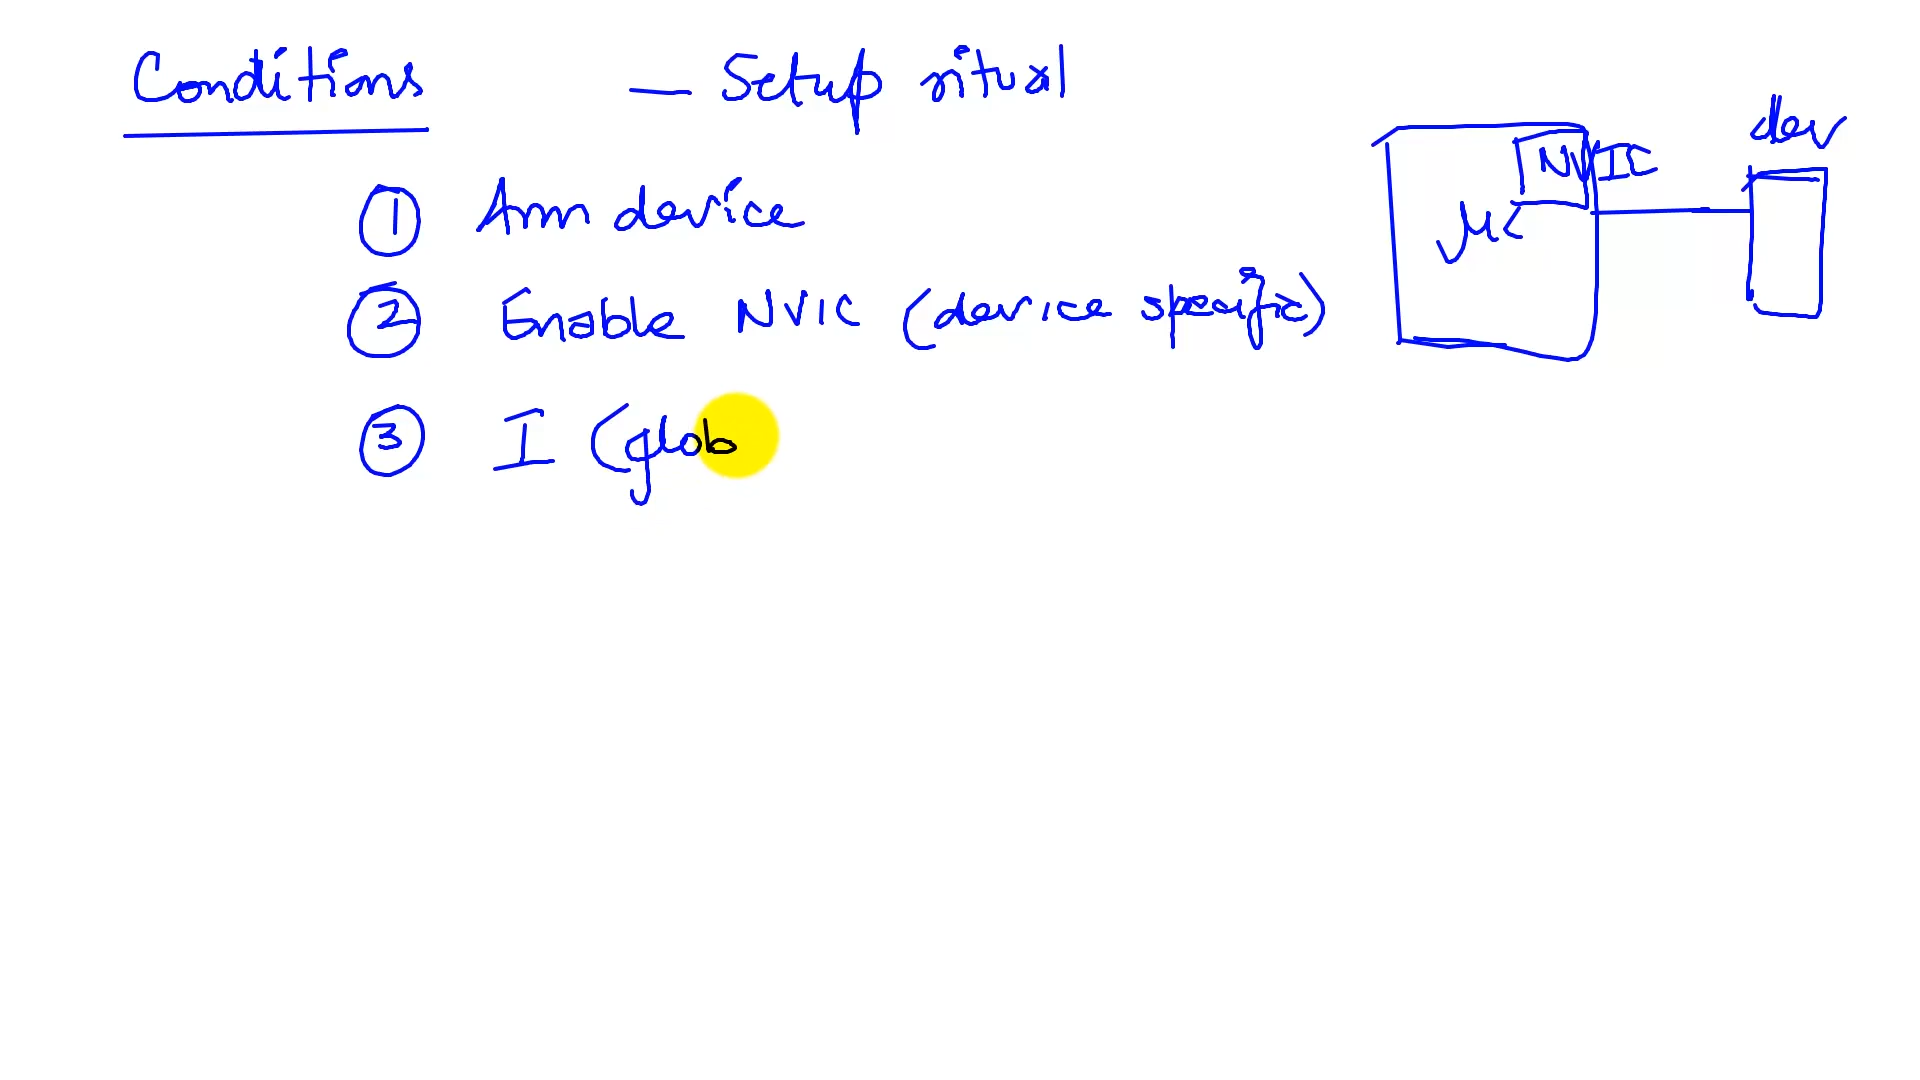 Conditions — Setup ritual
① Arm device
② Enable NVIC (device specific)
③ I (glob
dev
NVIC
μC